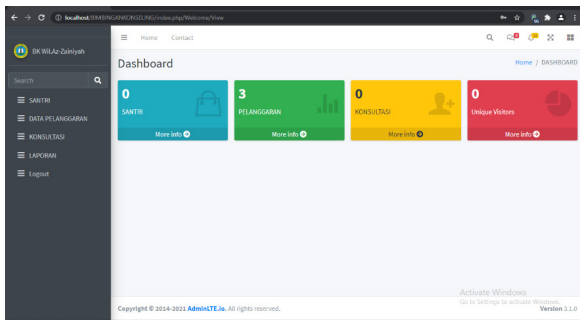 localhost/BIMBINGANKONSELING/index.php/Welcome/View
BK WiLAz-Zainiyah
Home Contact
Dashboard
Home / DASHBOARD
Search
SANTRI
DATA PELANGGARAN
KONSULTASI
LAPORAN
Logout
0
SANTRI
More info
3
PELANGGARAN
More info
0
KONSULTASI
More info
0
Unique Visitors
More info
Activate Windows
Go to Settings to activate Windows.
Copyright © 2014-2021 AdminLTE.io. All rights reserved.
Version 3.1.0